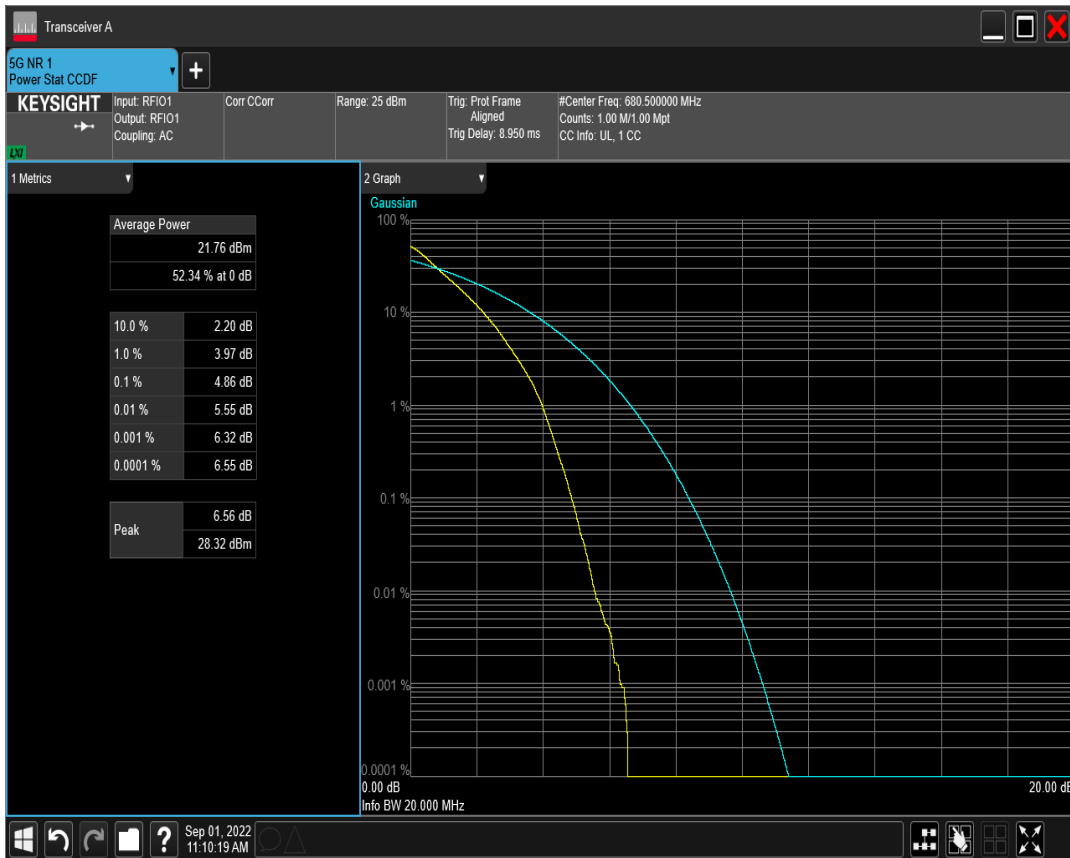 Transceiver A
5G NR 1
Power Stat CCDF
KEYSIGHT
LXI
Input: RFIO1
Output: RFIO1
Coupling: AC
Corr CCorr
Range: 25 dBm
Trig: Prot Frame
Aligned
Trig Delay: 8.950 ms
#Center Freq: 680.500000 MHz
Counts: 1.00 M/1.00 Mpt
CC Info: UL, 1 CC
1 Metrics
Average Power
21.76 dBm
52.34 % at 0 dB
10.0 % 2.20 dB
1.0 % 3.97 dB
0.1 % 4.86 dB
0.01 % 5.55 dB
0.001 % 6.32 dB
0.0001 % 6.55 dB
Peak 6.56 dB
28.32 dBm
2 Graph
Gaussian
100 %
10 %
1 %
0.1 %
0.01 %
0.001 %
0.0001 %
0.00 dB 20.00 dB
Info BW 20.000 MHz
? Sep 01, 2022
11:10:19 AM